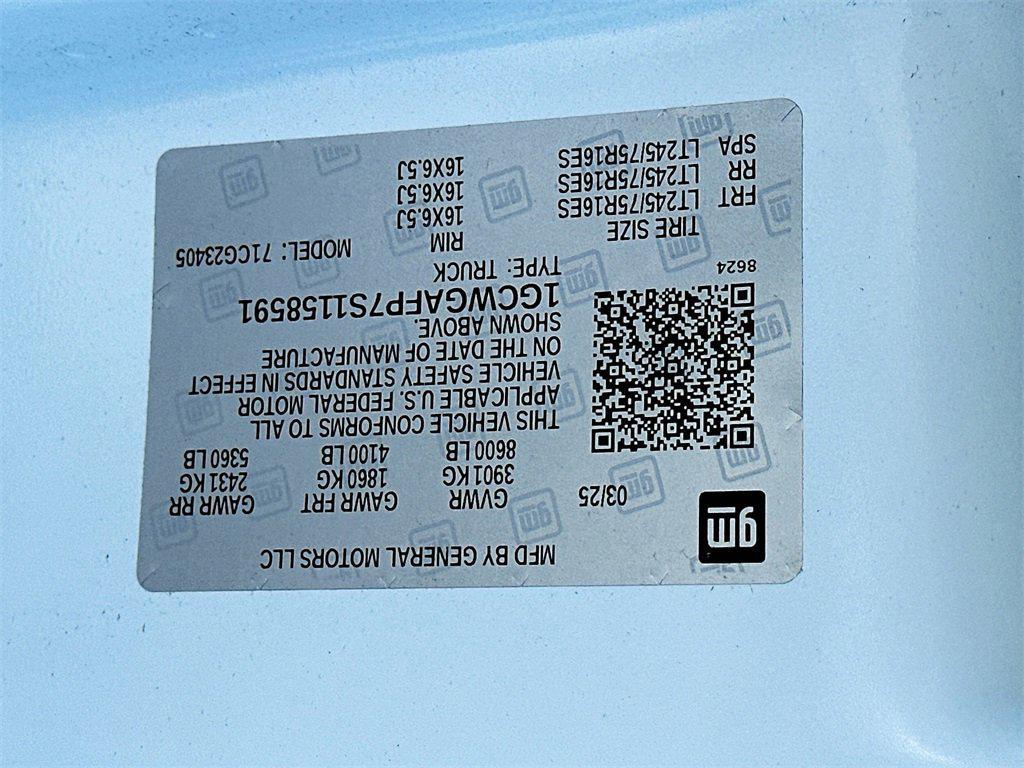 gm
MFD BY GENERAL MOTORS LLC
03/25
GVWR GAWR FRT GAWR RR
3901 KG 1860 KG 2431 KG
8600 LB 4100 LB 5360 LB
THIS VEHICLE CONFORMS TO ALL
APPLICABLE U.S. FEDERAL MOTOR
VEHICLE SAFETY STANDARDS IN EFFECT
ON THE DATE OF MANUFACTURE
SHOWN ABOVE.
1GCWGAFP7S1158591
8624 TYPE: TRUCK
TIRE SIZE RIM MODEL: 71CG23405
FRT LT245/75R16ES 16X6.5J
RR LT245/75R16ES 16X6.5J
SPA LT245/75R16ES 16X6.5J